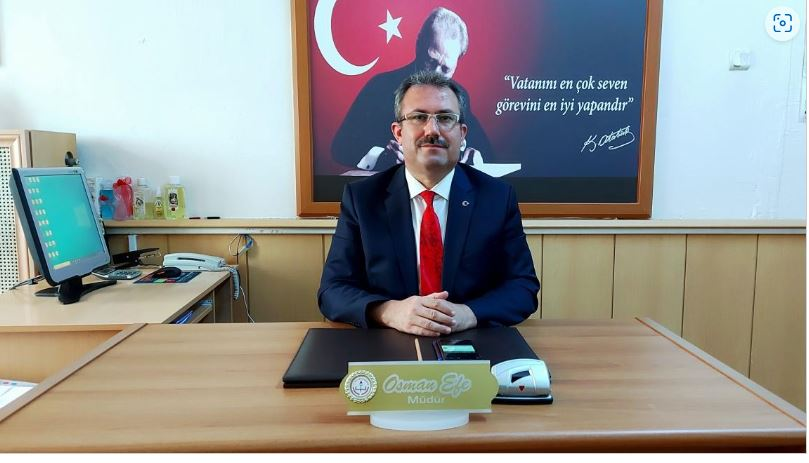 “Vatanını en çok seven
görevini en iyi yapandır”
K. Atatürk
Osman Efe
Müdür